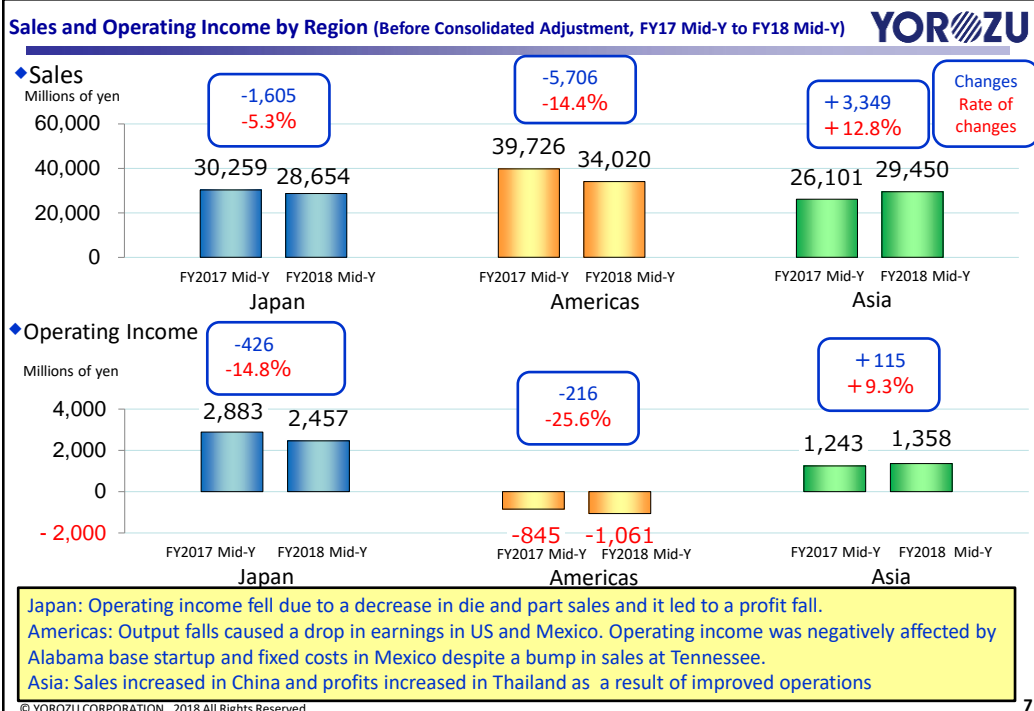 Sales and Operating Income by Region (Before Consolidated Adjustment, FY17 Mid-Y to FY18 Mid-Y)
YOROZU
◆Sales
Millions of yen
-1,605
-5.3%
-5,706
-14.4%
+3,349
+12.8%
Changes
Rate of
changes
60,000
40,000
20,000
0
30,259 28,654
39,726 34,020
26,101 29,450
FY2017 Mid-Y FY2018 Mid-Y
FY2017 Mid-Y FY2018 Mid-Y
FY2017 Mid-Y FY2018 Mid-Y
Japan
Americas
Asia
◆Operating Income
Millions of yen
-426
-14.8%
-216
-25.6%
+115
+9.3%
4,000
2,000
0
- 2,000
2,883 2,457
-845 -1,061
1,243 1,358
FY2017 Mid-Y FY2018 Mid-Y
FY2017 Mid-Y FY2018 Mid-Y
FY2017 Mid-Y FY2018 Mid-Y
Japan
Americas
Asia
Japan: Operating income fell due to a decrease in die and part sales and it led to a profit fall.
Americas: Output falls caused a drop in earnings in US and Mexico. Operating income was negatively affected by
Alabama base startup and fixed costs in Mexico despite a bump in sales at Tennessee.
Asia: Sales increased in China and profits increased in Thailand as a result of improved operations
© YOROZU CORPORATION 2018 All Rights Reserved
7